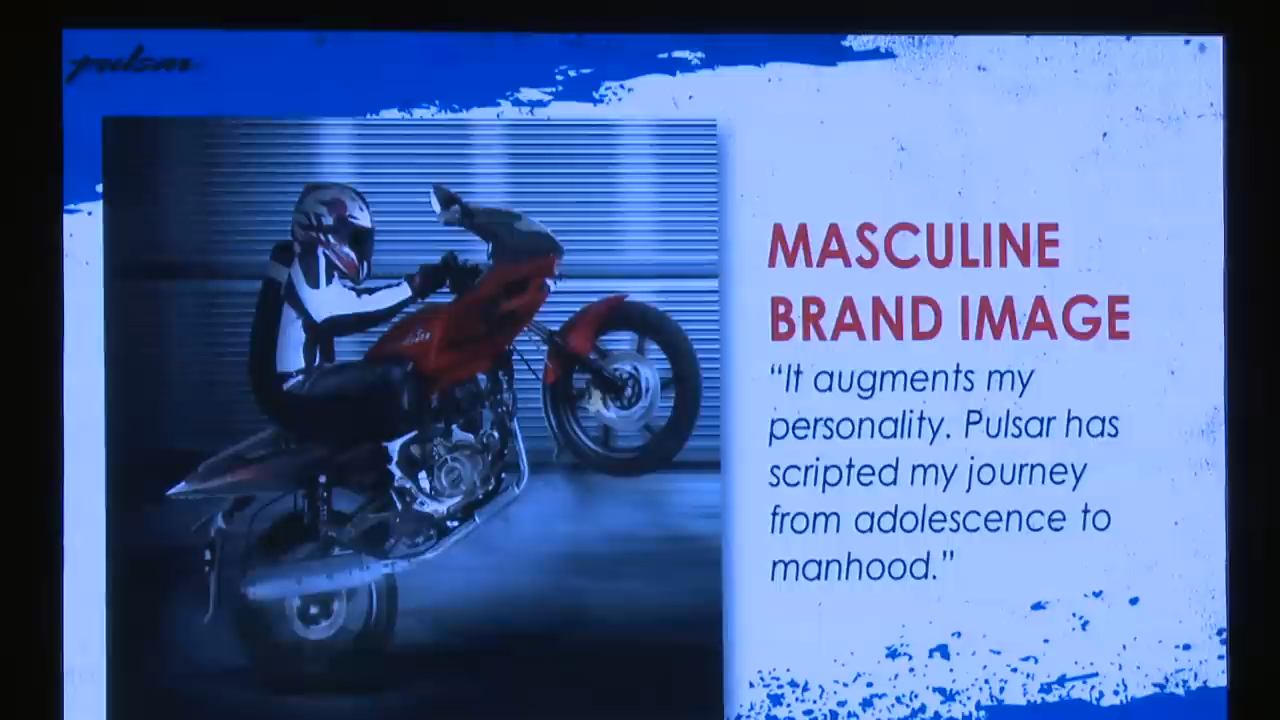 pulsar
MASCULINE
BRAND IMAGE
“It augments my
personality. Pulsar has
scripted my journey
from adolescence to
manhood.”